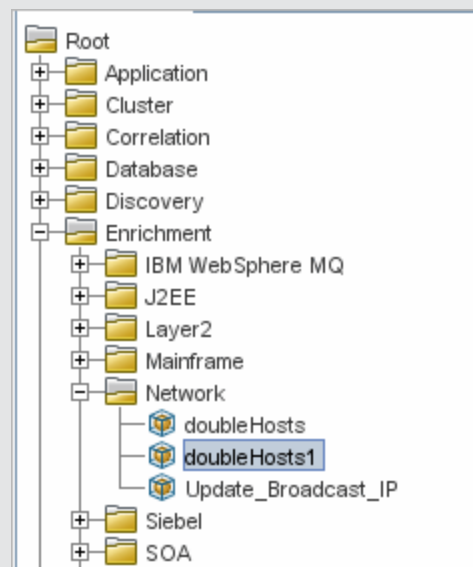 Root
Application
Cluster
Correlation
Database
Discovery
Enrichment
IBM WebSphere MQ
J2EE
Layer2
Mainframe
Network
doubleHosts
doubleHosts1
Update_Broadcast_IP
Siebel
SOA